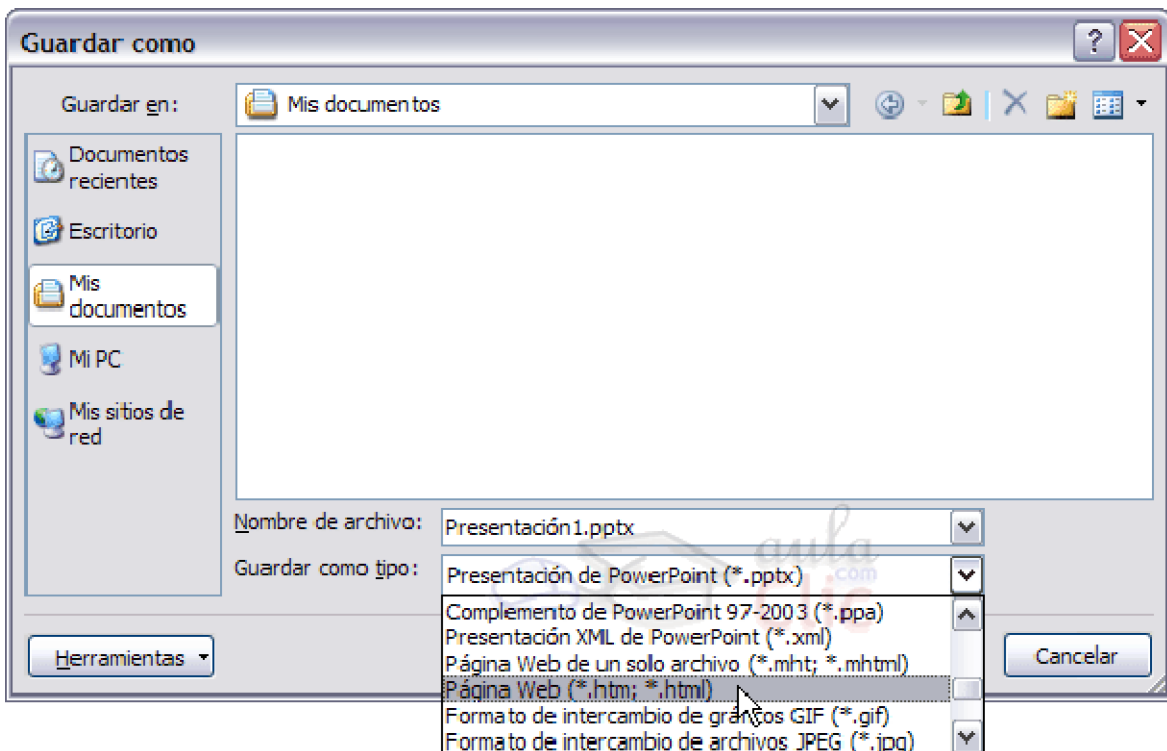 Guardar como
Guardar en:
Mis documentos
Documentos
recientes
Escritorio
Mis
documentos
Mi PC
Mis sitios de
red
Nombre de archivo:
Presentación1.pptx
Guardar como tipo:
Presentación de PowerPoint (*.pptx)
aula
.com
Clic
Complemento de PowerPoint 97-2003 (*.ppa)
Presentación XML de PowerPoint (*.xml)
Página Web de un solo archivo (*.mht; *.mhtml)
Página Web (*.htm; *.html)
Formato de intercambio de gráficos GIF (*.gif)
Formato de intercambio de archivos JPEG (*.jpg)
Herramientas
Cancelar